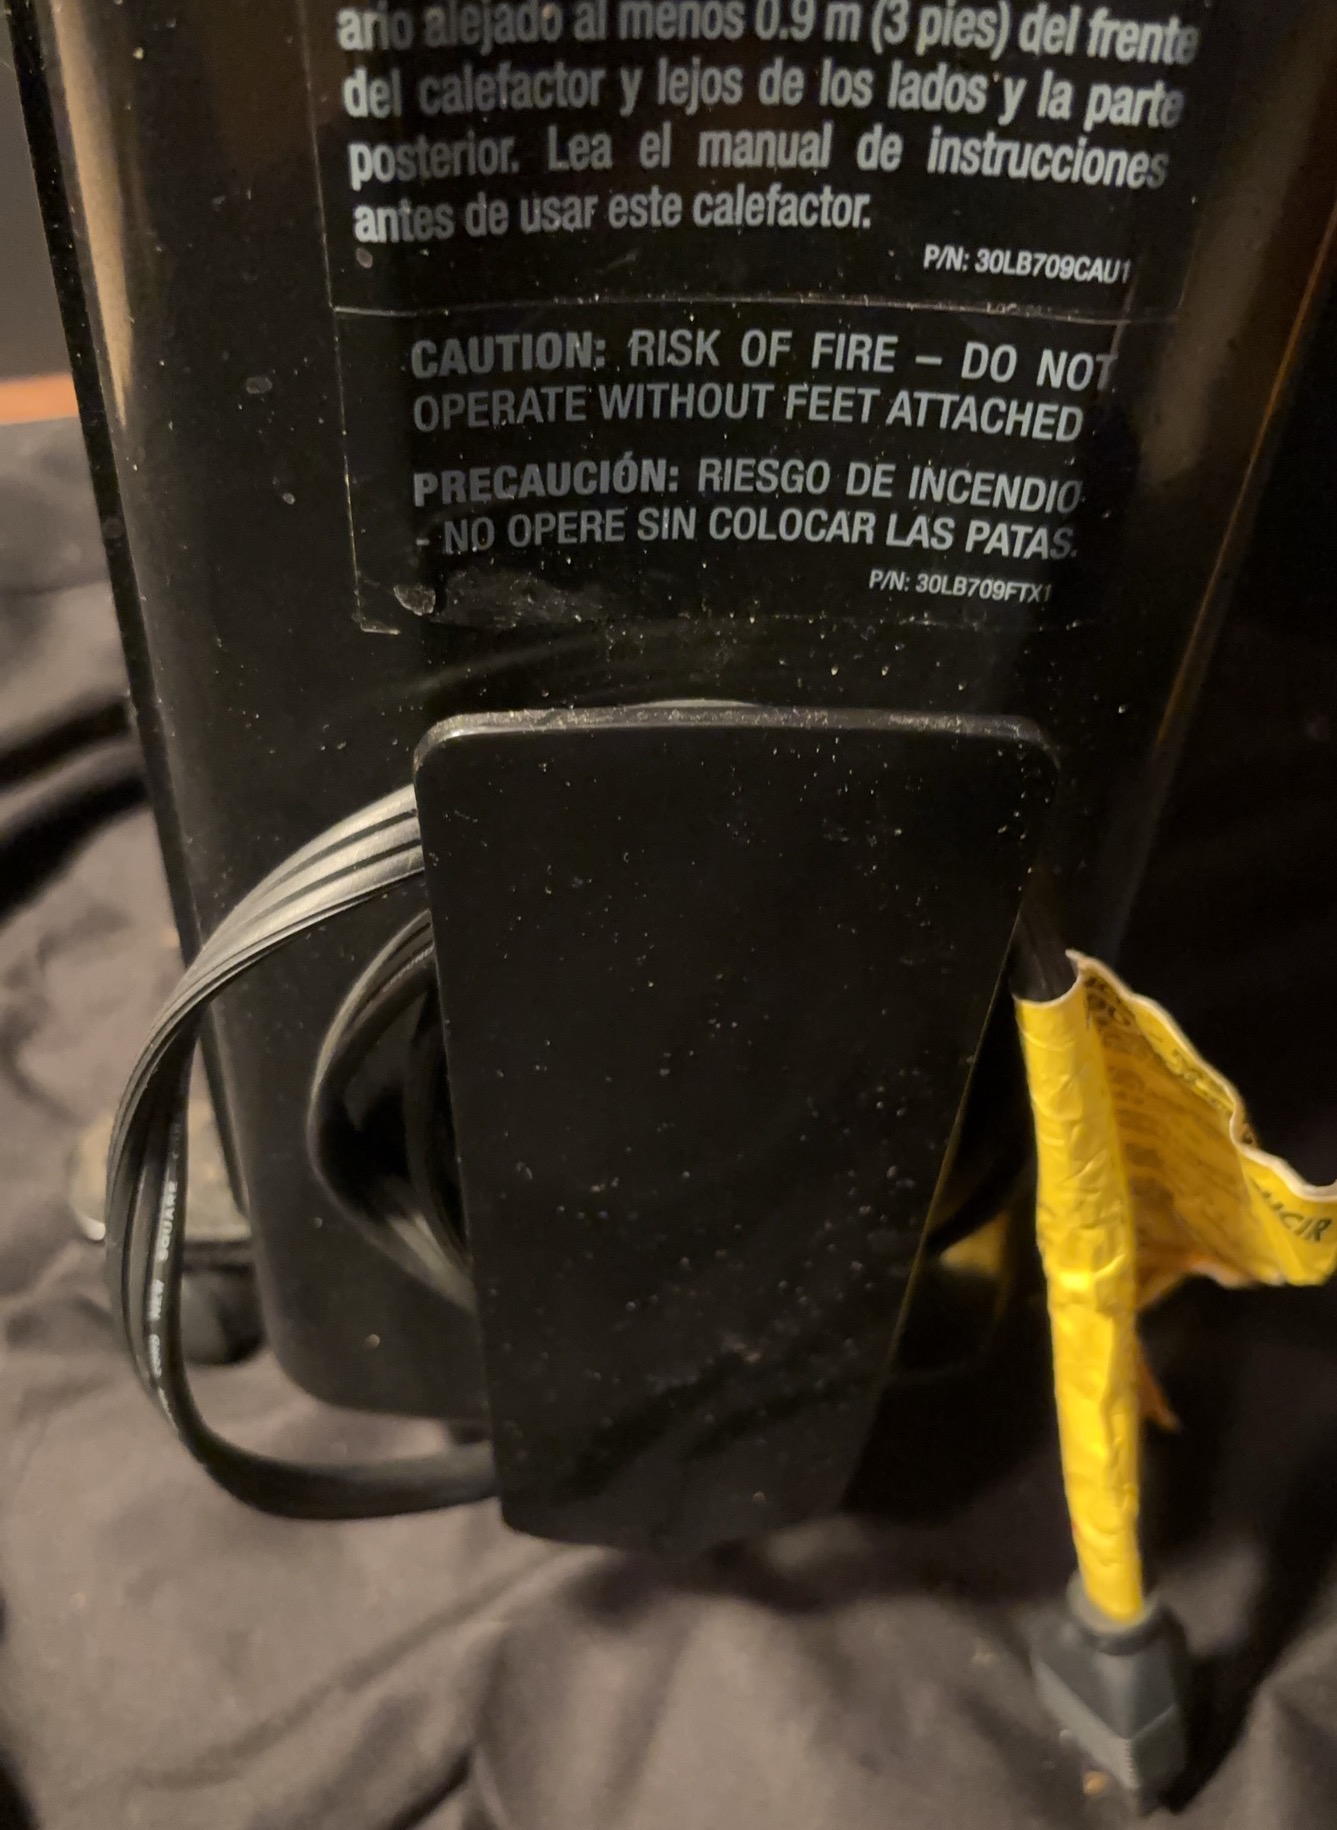 ario alejado al menos 0.9 m (3 pies) del frente
del calefactor y lejos de los lados y la parte
posterior. Lea el manual de instrucciones
antes de usar este calefactor.
P/N: 30LB709CAU1
CAUTION: RISK OF FIRE – DO NOT
OPERATE WITHOUT FEET ATTACHED
PRECAUCIÓN: RIESGO DE INCENDIO
- NO OPERE SIN COLOCAR LAS PATAS.
P/N: 30LB709FTX1
NEW SQUARE